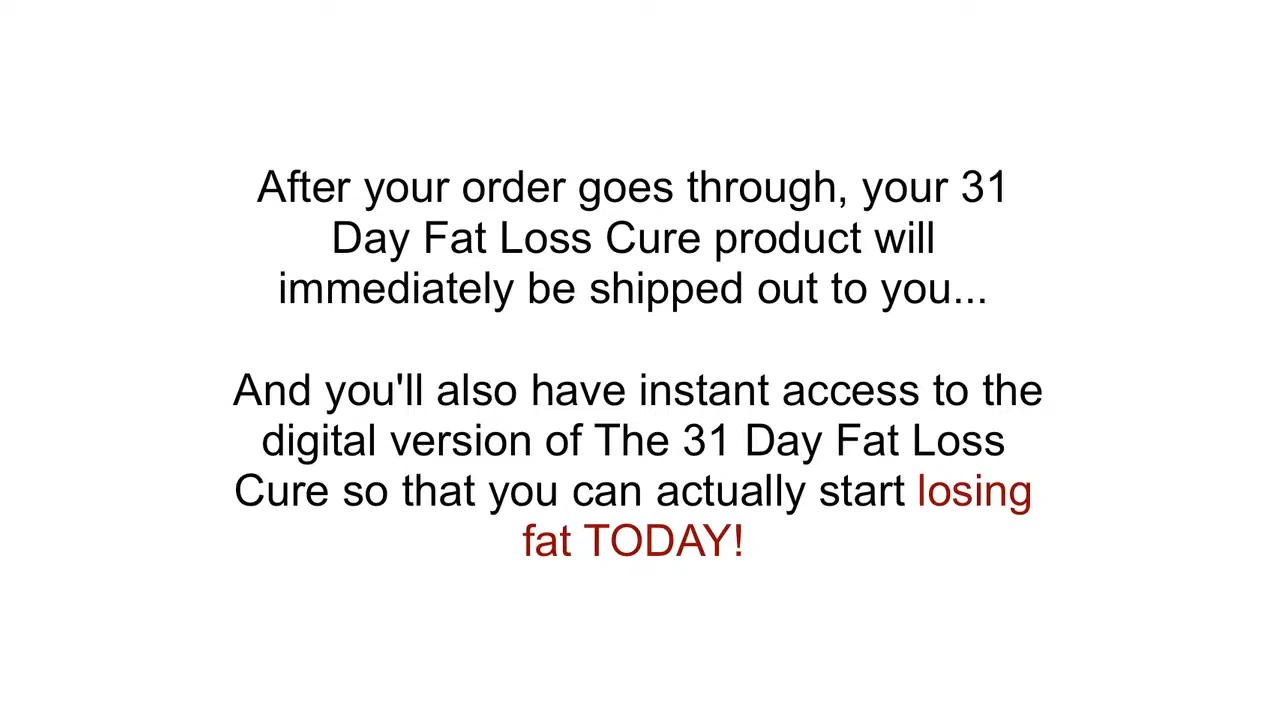 After your order goes through, your 31
Day Fat Loss Cure product will
immediately be shipped out to you...
And you'll also have instant access to the
digital version of The 31 Day Fat Loss
Cure so that you can actually start losing
fat TODAY!